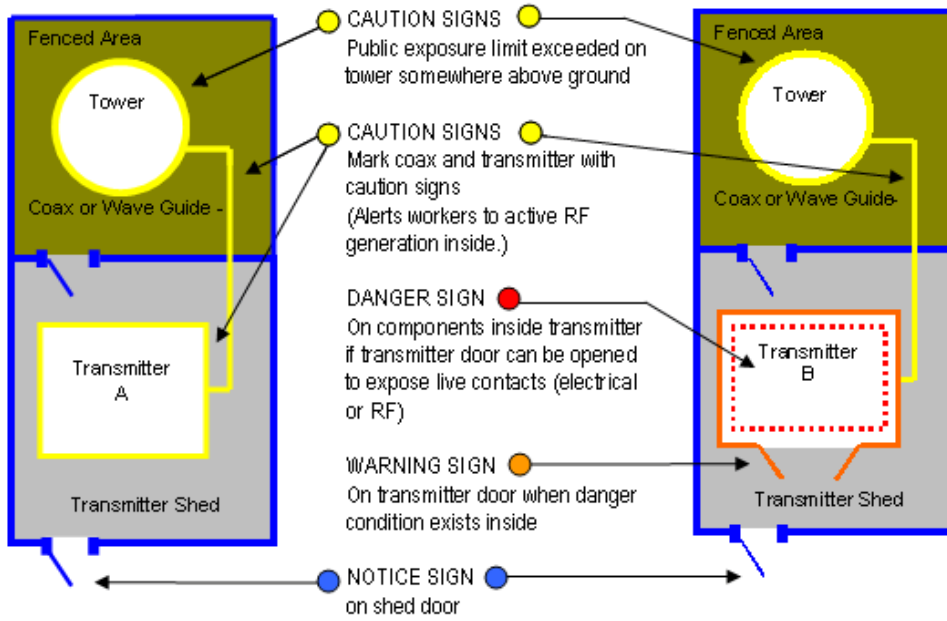 Fenced Area
Tower
Coax or Wave Guide -
Transmitter
A
Transmitter Shed
CAUTION SIGNS
Public exposure limit exceeded on
tower somewhere above ground
CAUTION SIGNS
Mark coax and transmitter with
caution signs
(Alerts workers to active RF
generation inside.)
DANGER SIGN
On components inside transmitter
if transmitter door can be opened
to expose live contacts (electrical
or RF)
WARNING SIGN
On transmitter door when danger
condition exists inside
NOTICE SIGN
on shed door
Fenced Area
Tower
Coax or Wave Guide-
Transmitter
B
Transmitter Shed